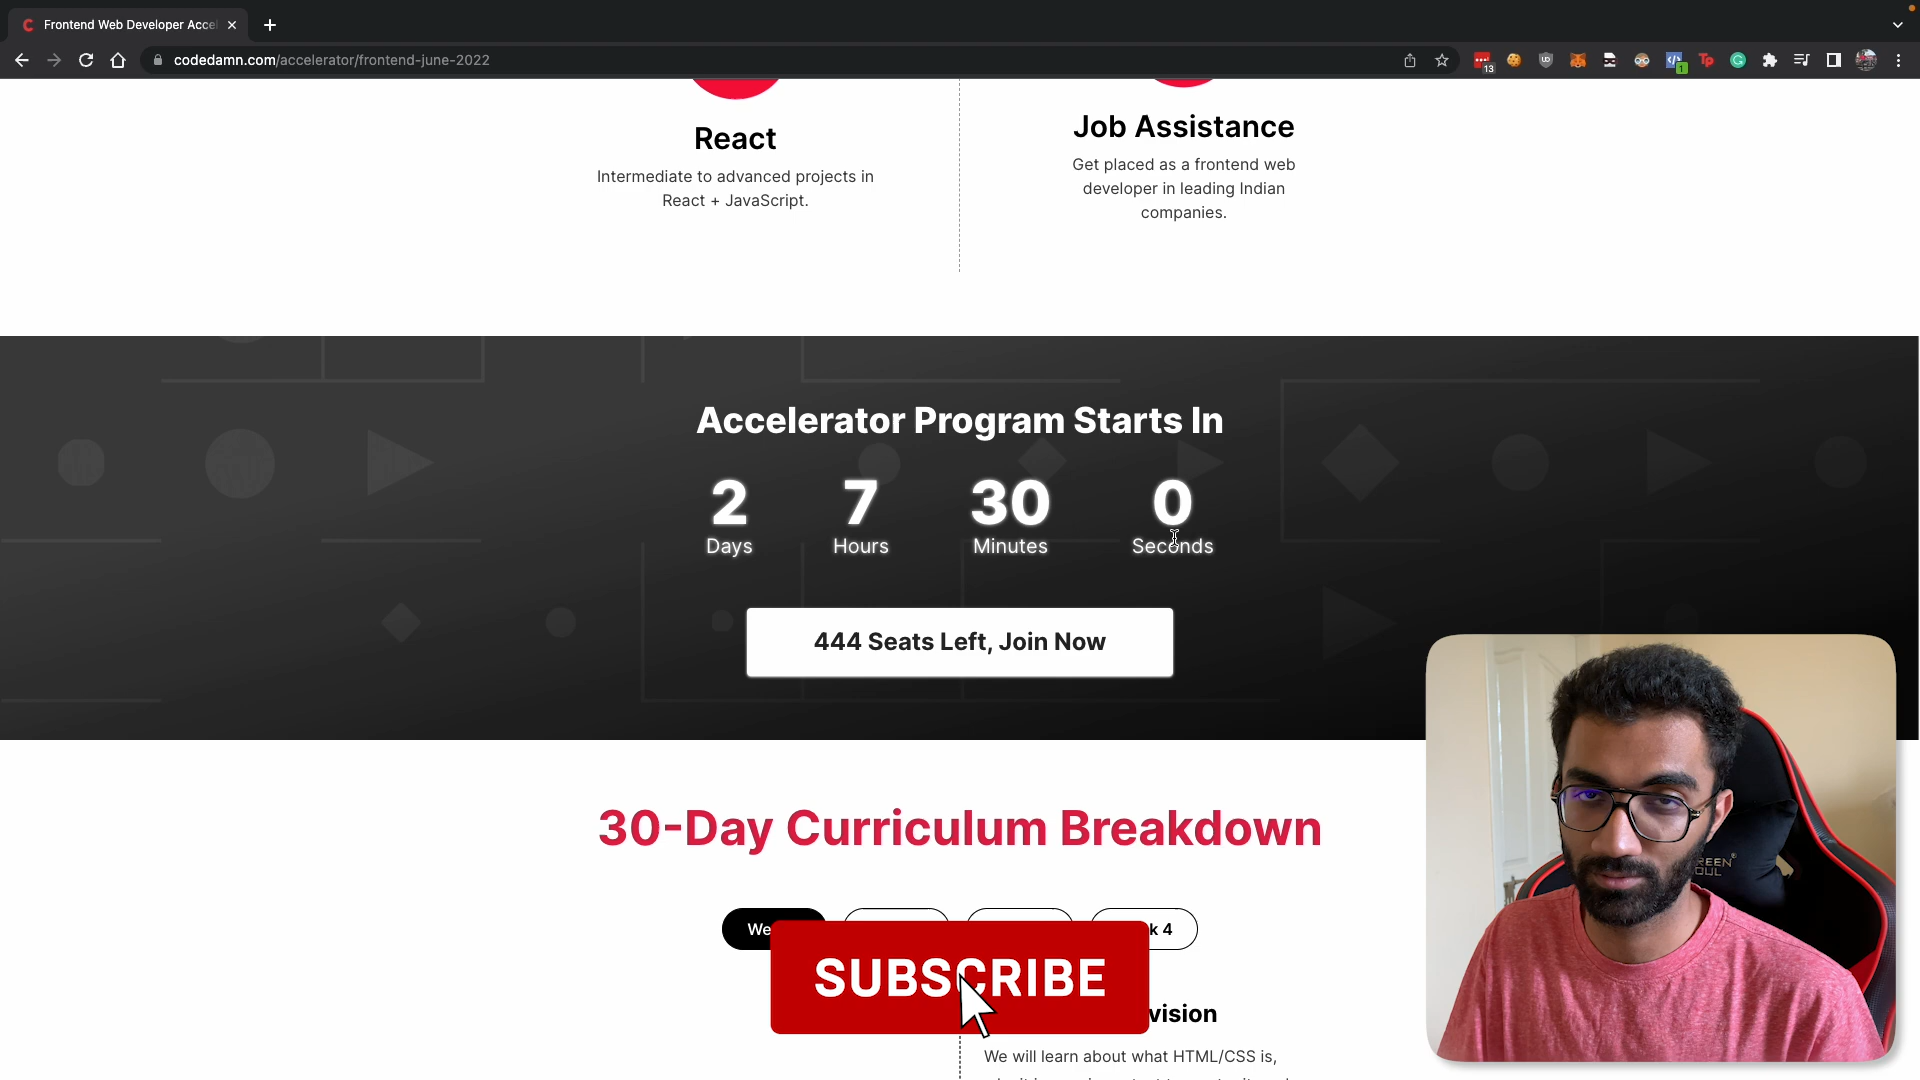 Frontend Web Developer Acce
codedamn.com/accelerator/frontend-june-2022
13
1
React
Intermediate to advanced projects in
React + JavaScript.
Job Assistance
Get placed as a frontend web
developer in leading Indian
companies.
Accelerator Program Starts In
2
7
30
0
Days
Hours
Minutes
Seconds
444 Seats Left, Join Now
30-Day Curriculum Breakdown
We
k 4
SUBSCRIBE
vision
We will learn about what HTML/CSS is,